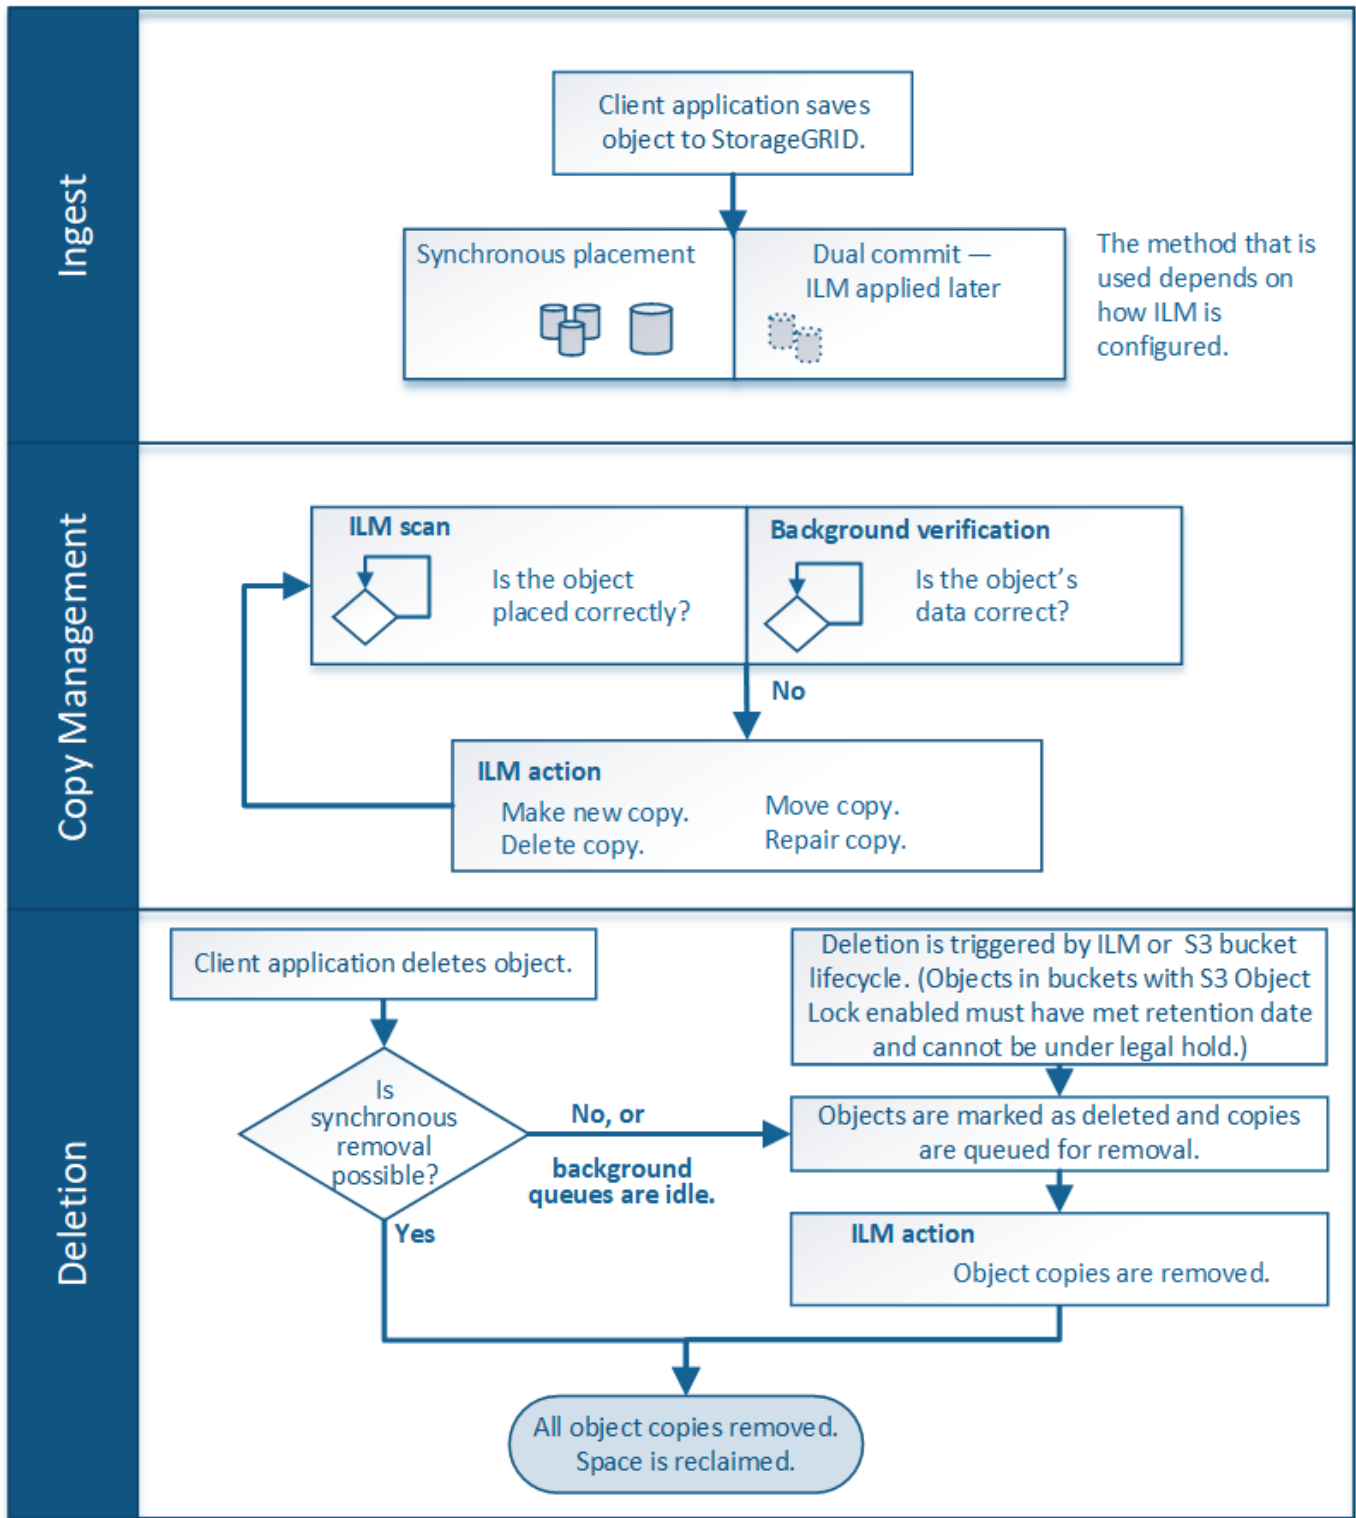 Ingest
Client application saves
object to StorageGRID.
Synchronous placement
Dual commit —
ILM applied later
The method that is
used depends on
how ILM is
configured.
Copy Management
ILM scan
Is the object
placed correctly?
Background verification
Is the object's
data correct?
No
ILM action
Make new copy.
Delete copy.
Move copy.
Repair copy.
Deletion
Client application deletes object.
Is
synchronous
removal
possible?
No, or
background
queues are idle.
Yes
Deletion is triggered by ILM or S3 bucket
lifecycle. (Objects in buckets with S3 Object
Lock enabled must have met retention date
and cannot be under legal hold.)
Objects are marked as deleted and copies
are queued for removal.
ILM action
Object copies are removed.
All object copies removed.
Space is reclaimed.